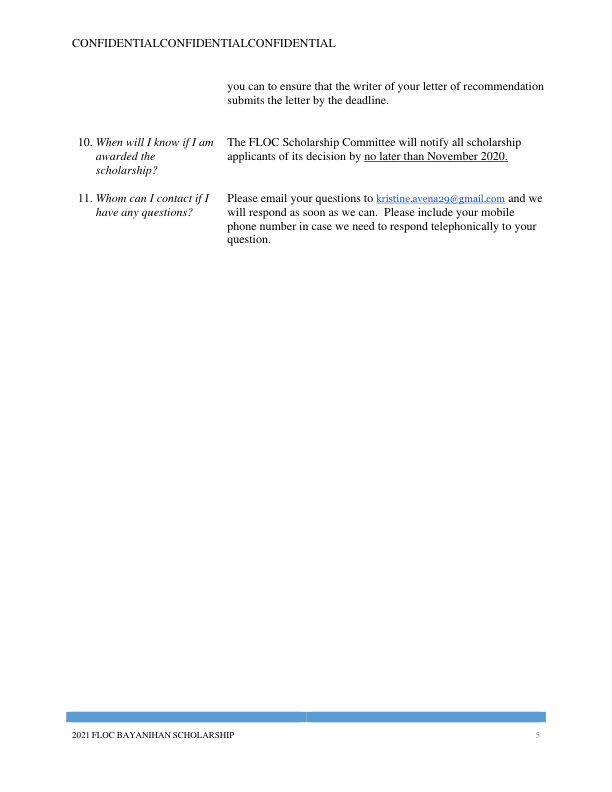 CONFIDENTIALCONFIDENTIALCONFIDENTIAL
you can to ensure that the writer of your letter of recommendation
submits the letter by the deadline.
10. When will I know if I am
awarded the
scholarship?
The FLOC Scholarship Committee will notify all scholarship
applicants of its decision by no later than November 2020.
11. Whom can I contact if I
have any questions?
Please email your questions to kristine.avena29@gmail.com and we
will respond as soon as we can.  Please include your mobile
phone number in case we need to respond telephonically to your
question.
2021 FLOC BAYANIHAN SCHOLARSHIP
5